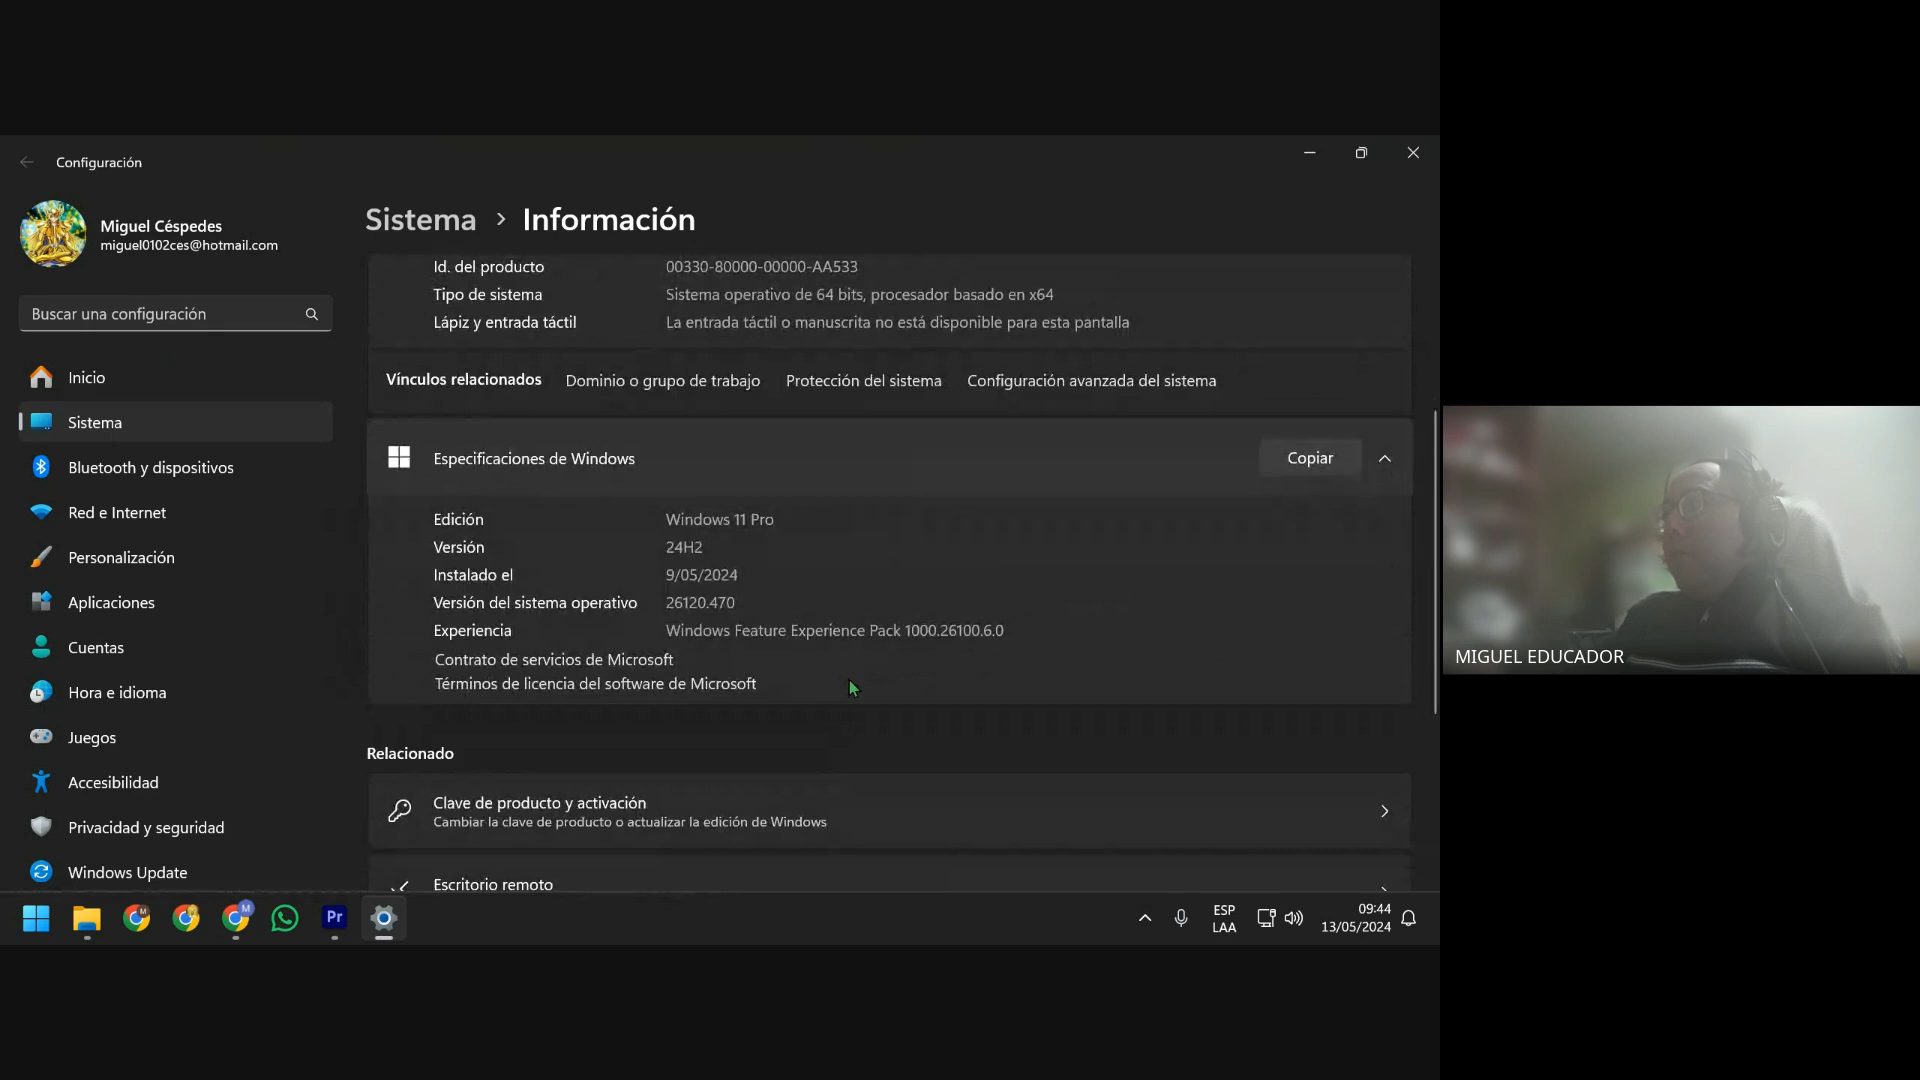 Configuración
Miguel Céspedes
miguel0102ces@hotmail.com
Buscar una configuración
Inicio
Sistema
Bluetooth y dispositivos
Red e Internet
Personalización
Aplicaciones
Cuentas
Hora e idioma
Juegos
Accesibilidad
Privacidad y seguridad
Windows Update
Sistema > Información
Id. del producto 00330-80000-00000-AA533
Tipo de sistema Sistema operativo de 64 bits, procesador basado en x64
Lápiz y entrada táctil La entrada táctil o manuscrita no está disponible para esta pantalla
Vínculos relacionados Dominio o grupo de trabajo Protección del sistema Configuración avanzada del sistema
Especificaciones de Windows Copiar
Edición Windows 11 Pro
Versión 24H2
Instalado el 9/05/2024
Versión del sistema operativo 26120.470
Experiencia Windows Feature Experience Pack 1000.26100.6.0
Contrato de servicios de Microsoft
Términos de licencia del software de Microsoft
Relacionado
Clave de producto y activación
Cambiar la clave de producto o actualizar la edición de Windows
Escritorio remoto
M
M
Pr
ESP
LAA
09:44
13/05/2024
MIGUEL EDUCADOR